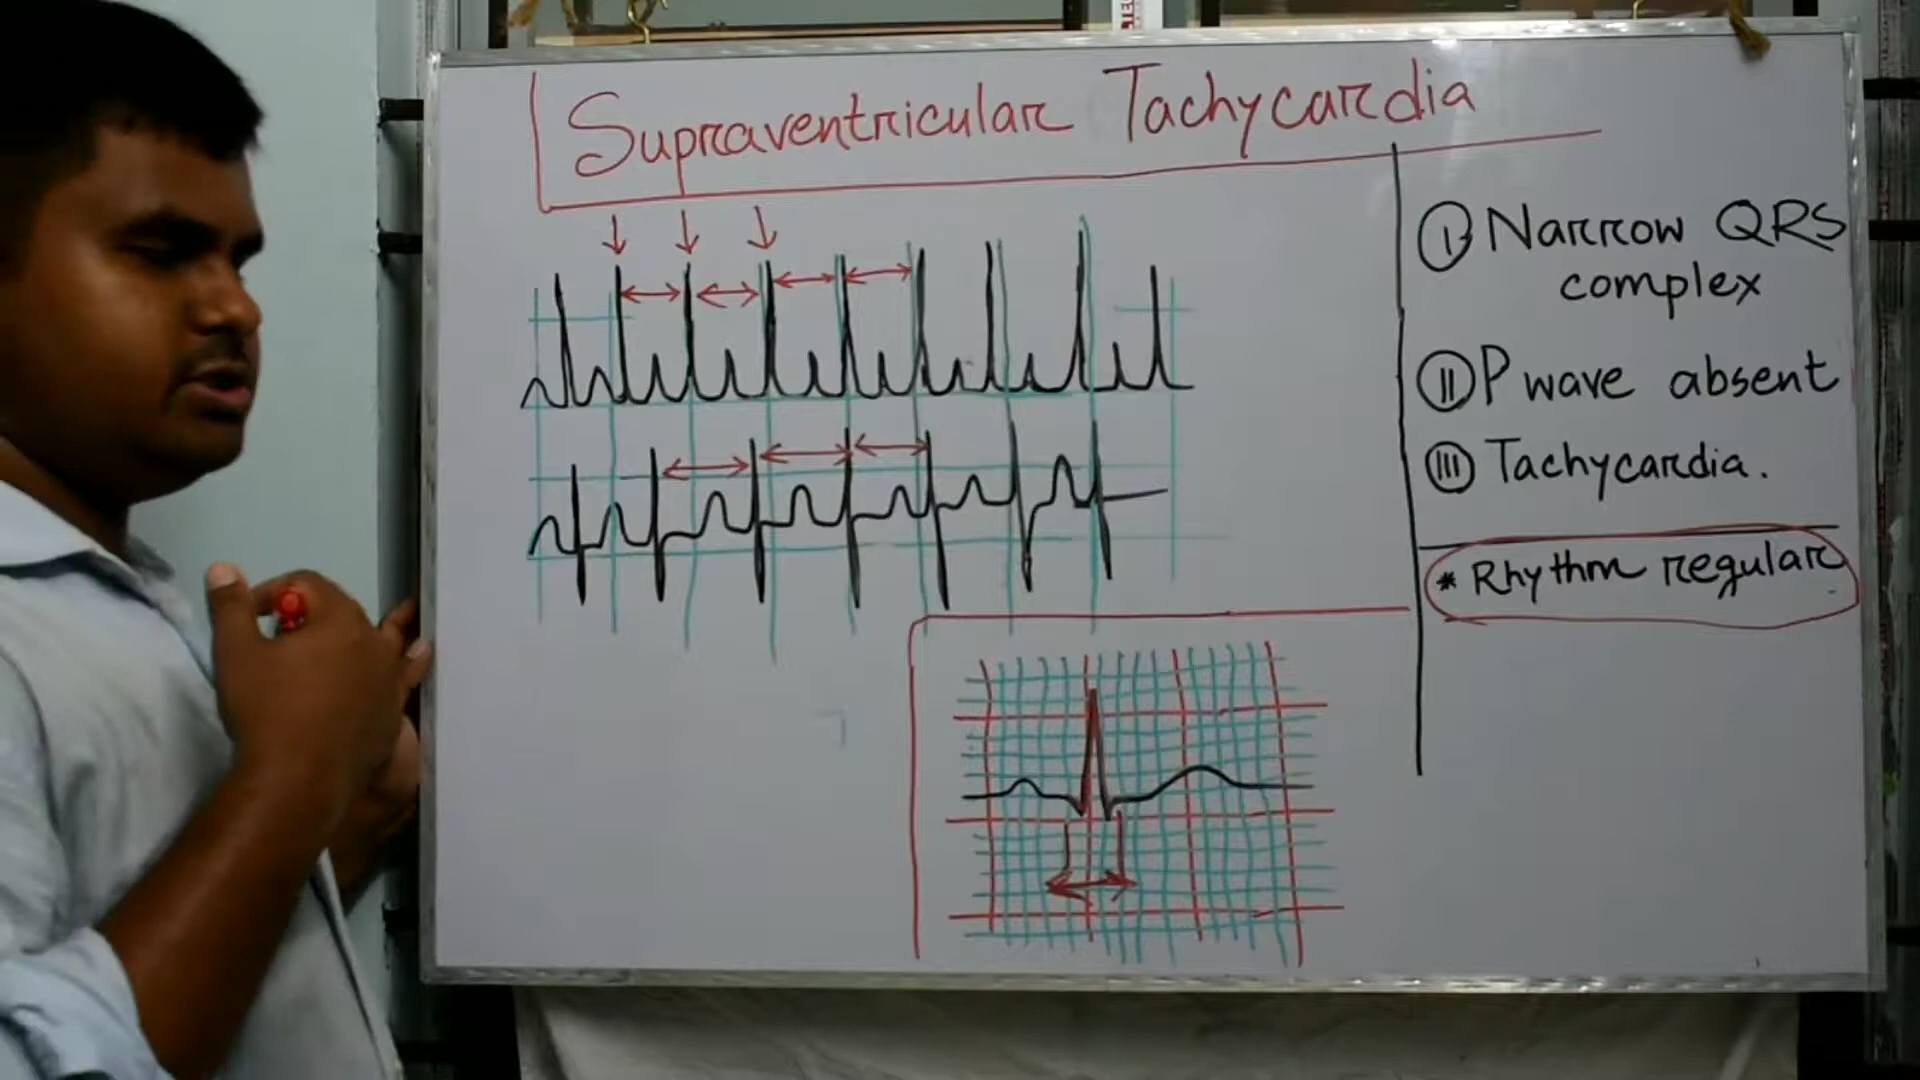 Supraventricular Tachycardia
I Narrow QRS
complex
II P wave absent
III Tachycardia.
* Rhythm regular.